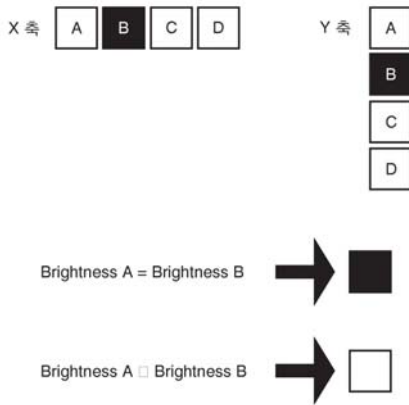 X 축 A B C D
Y 축 A
B
C
D
Brightness A = Brightness B
Brightness A □ Brightness B